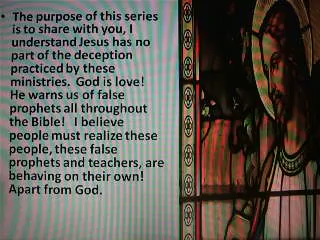 • The purpose of this series
is to share with you, I
understand Jesus has no
part of the deception
practiced by these
ministries. God is love!
He warns us of false
prophets all throughout
the Bible! I believe
people must realize these
people, these false
prophets and teachers, are
behaving on their own!
Apart from God.